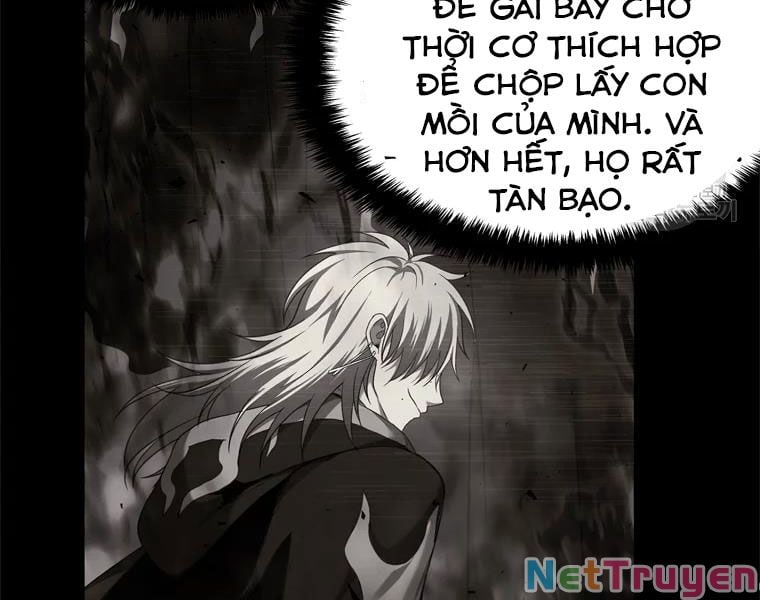 ĐỂ GÀI BẪY CHỜ
THỜI CƠ THÍCH HỢP
ĐỂ CHỘP LẤY CON
MỒI CỦA MÌNH. VÀ
HƠN HẾT, HỌ RẤT
TÀN BẠO.
NetTruyen